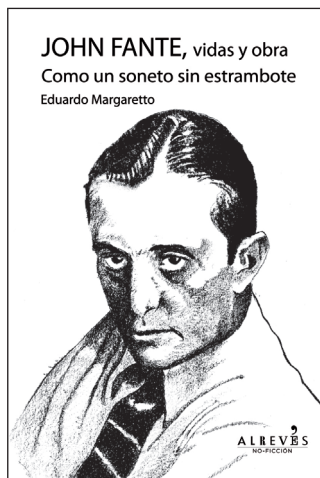 JOHN FANTE, vidas y obra
Como un soneto sin estrambote
Eduardo Margaretto
ALREVÉS
NO-FICCIÓN